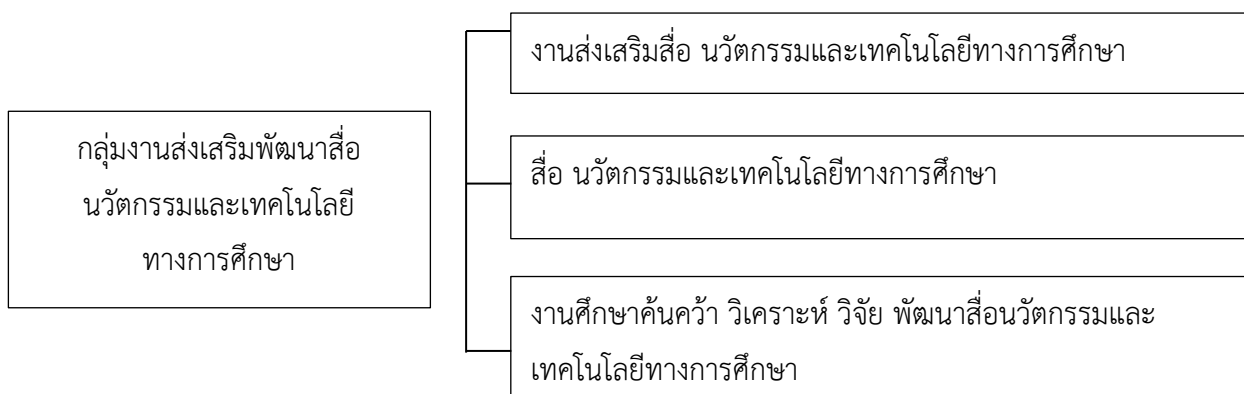 กลุ่มงานส่งเสริมพัฒนาสื่อ
นวัตกรรมและเทคโนโลยี
ทางการศึกษา
งานส่งเสริมสื่อ นวัตกรรมและเทคโนโลยีทางการศึกษา
สื่อ นวัตกรรมและเทคโนโลยีทางการศึกษา
งานศึกษาค้นคว้า วิเคราะห์ วิจัย พัฒนาสื่อนวัตกรรมและ
เทคโนโลยีทางการศึกษา